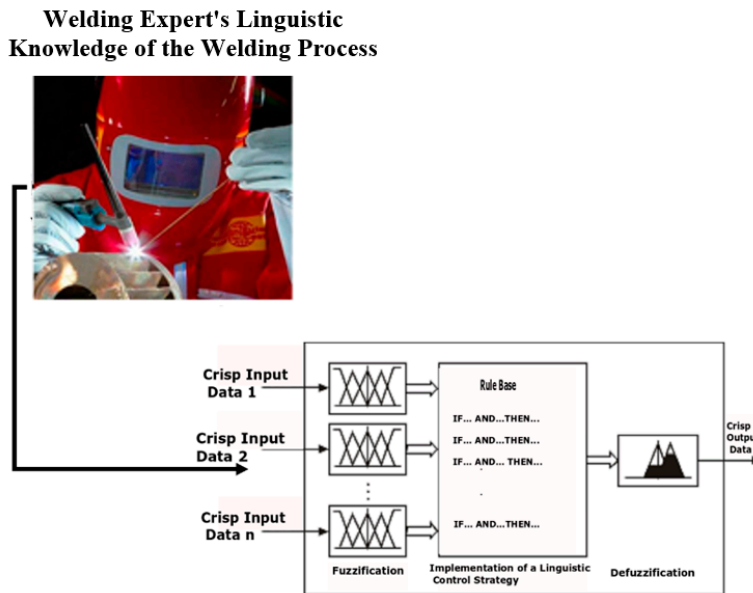 Welding Expert's Linguistic
Knowledge of the Welding Process
Crisp Input
Data 1
Crisp Input
Data 2
Crisp Input
Data n
Rule Base
IF... AND...THEN...
IF... AND...THEN...
IF... AND... THEN...
IF... AND...THEN...
Crisp
Outpu
Data
Fuzzification
Implementation of a Linguistic
Control Strategy
Defuzzification